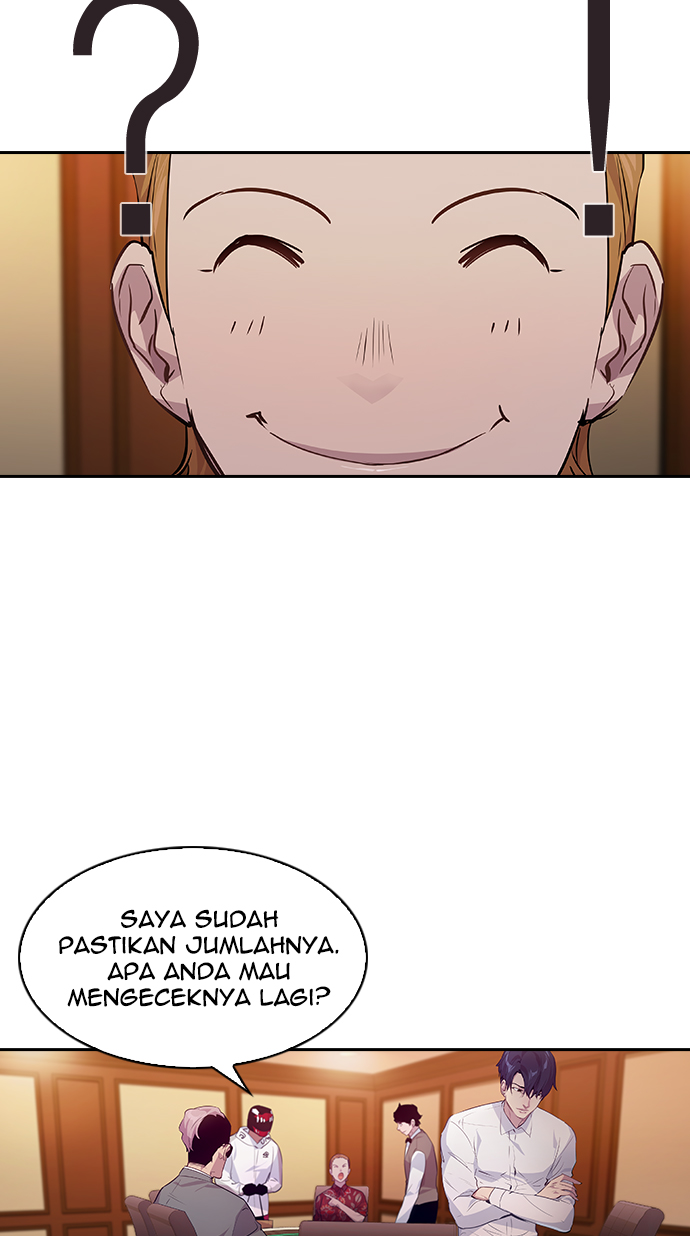 ? !
SAYA SUDAH
PASTIKAN JUMLAHNYA.
APA ANDA MAU
MENGECEKNYA LAGI?